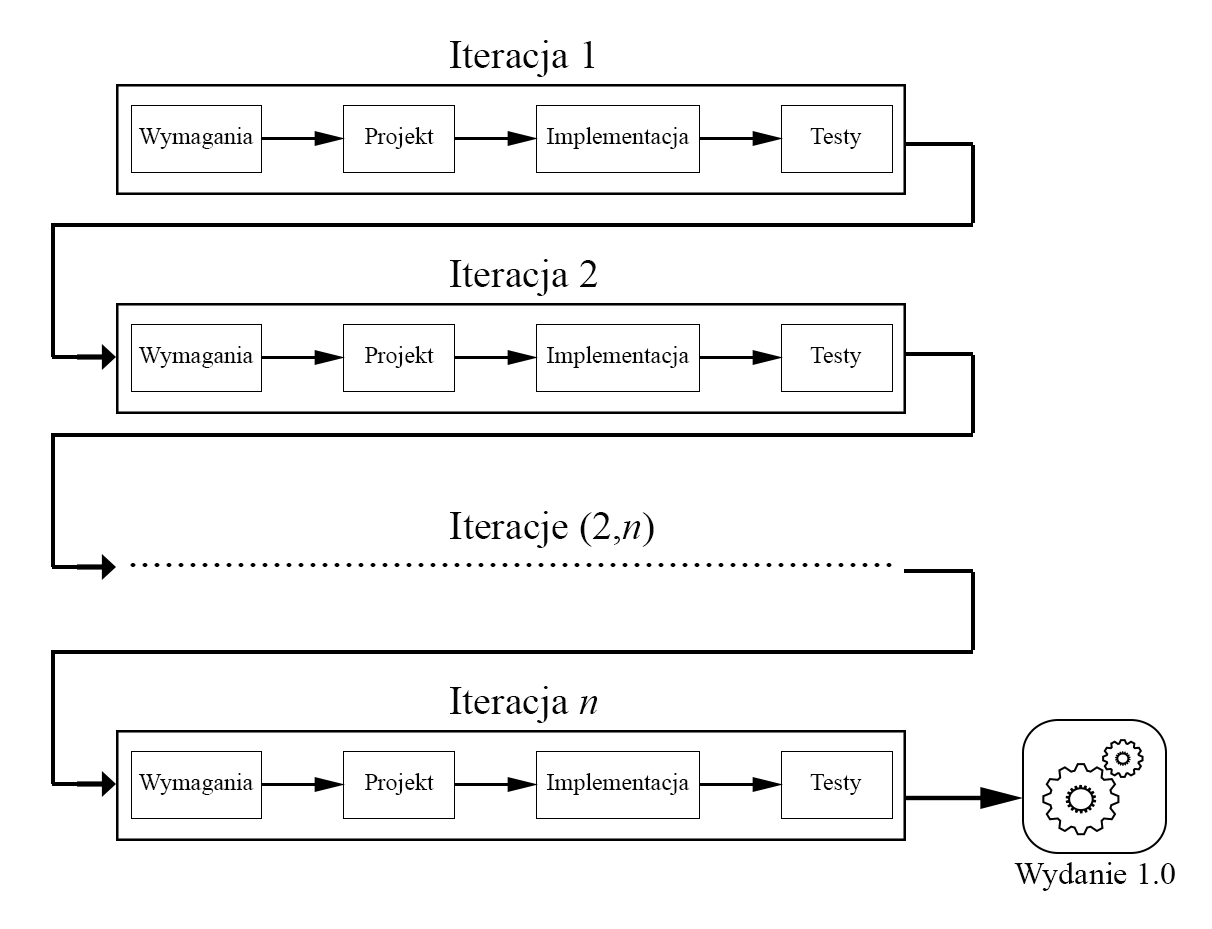 Iteracja 1
Wymagania Projekt Implementacja Testy
Iteracja 2
Wymagania Projekt Implementacja Testy
Iteracje (2,n)
Iteracja n
Wymagania Projekt Implementacja Testy
Wydanie 1.0